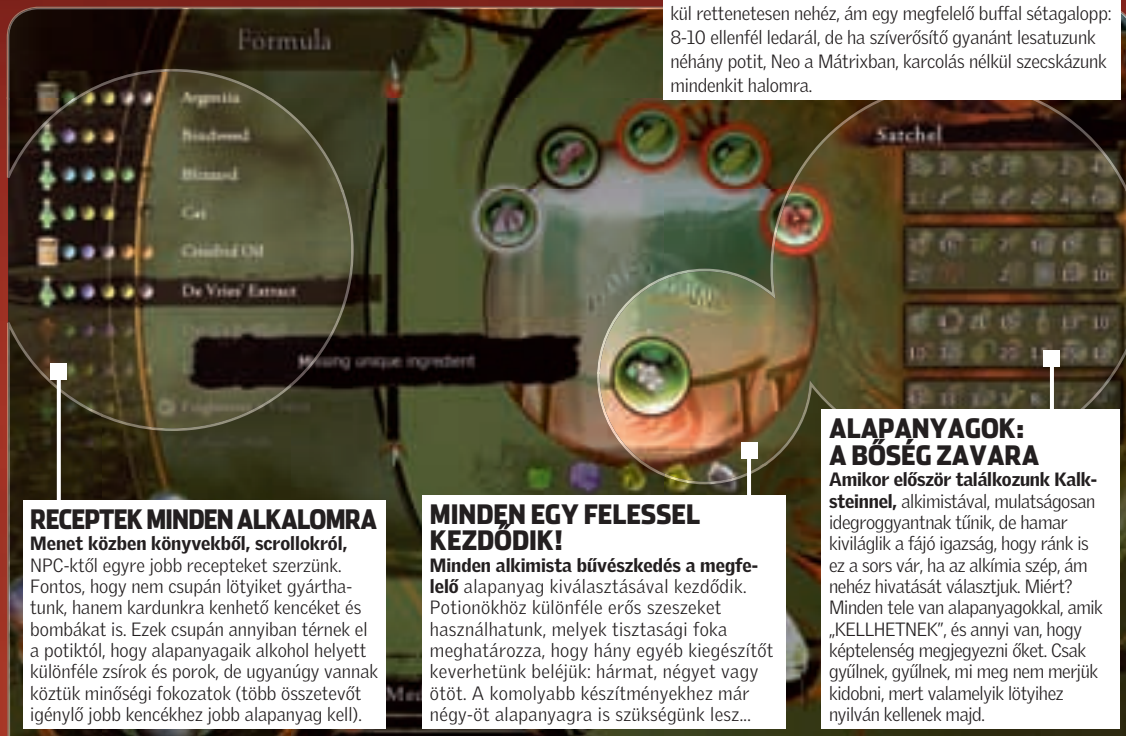 kül rettenetesen nehéz, ám egy megfelelő buffal sétagalopp:
8-10 ellenfél ledarál, de ha szíverősítő gyanánt lesatuzunk
néhány potit, Neo a Mátrixban, karcolás nélkül szecskázunk
mindenkit halomra.
Formula
Argentia
Bindweed
Blizzard
Cat
Crinfrid Oil
De Vries' Extract
Missing unique ingredient
Satchel
RECEPTEK MINDEN ALKALOMRA
Menet közben könyvekből, scrollokról,
NPC-ktől egyre jobb recepteket szerzünk.
Fontos, hogy nem csupán lötyiket gyártha-
tunk, hanem kardunkra kenhető kencéket és
bombákat is. Ezek csupán annyiban térnek el
a potiktól, hogy alapanyagaik alkohol helyett
különféle zsírok és porok, de ugyanúgy vannak
köztük minőségi fokozatok (több összetevőt
igénylő jobb kencékhez jobb alapanyag kell).
MINDEN EGY FELESSEL
KEZDŐDIK!
Minden alkimista bűvészkedés a megfe-
lelő alapanyag kiválasztásával kezdődik.
Potionökhöz különféle erős szeszeket
használhatunk, melyek tisztasági foka
meghatározza, hogy hány egyéb kiegészítőt
keverhetünk beléjük: hármat, négyet vagy
ötöt. A komolyabb készítményekhez már
négy-öt alapanyagra is szükségünk lesz...
ALAPANYAGOK:
A BŐSÉG ZAVARA
Amikor először találkozunk Kalk-
steinnel, alkimistával, mulatságosan
idegroggyantnak tűnik, de hamar
kiviláglik a fájó igazság, hogy ránk is
ez a sors vár, ha az alkímia szép, ám
nehéz hivatását választjuk. Miért?
Minden tele van alapanyagokkal, amik
„KELLHETNEK", és annyi van, hogy
képtelenség megjegyezni őket. Csak
gyűlnek, gyűlnek, mi meg nem merjük
kidobni, mert valamelyik lötyihez
nyilván kellenek majd.